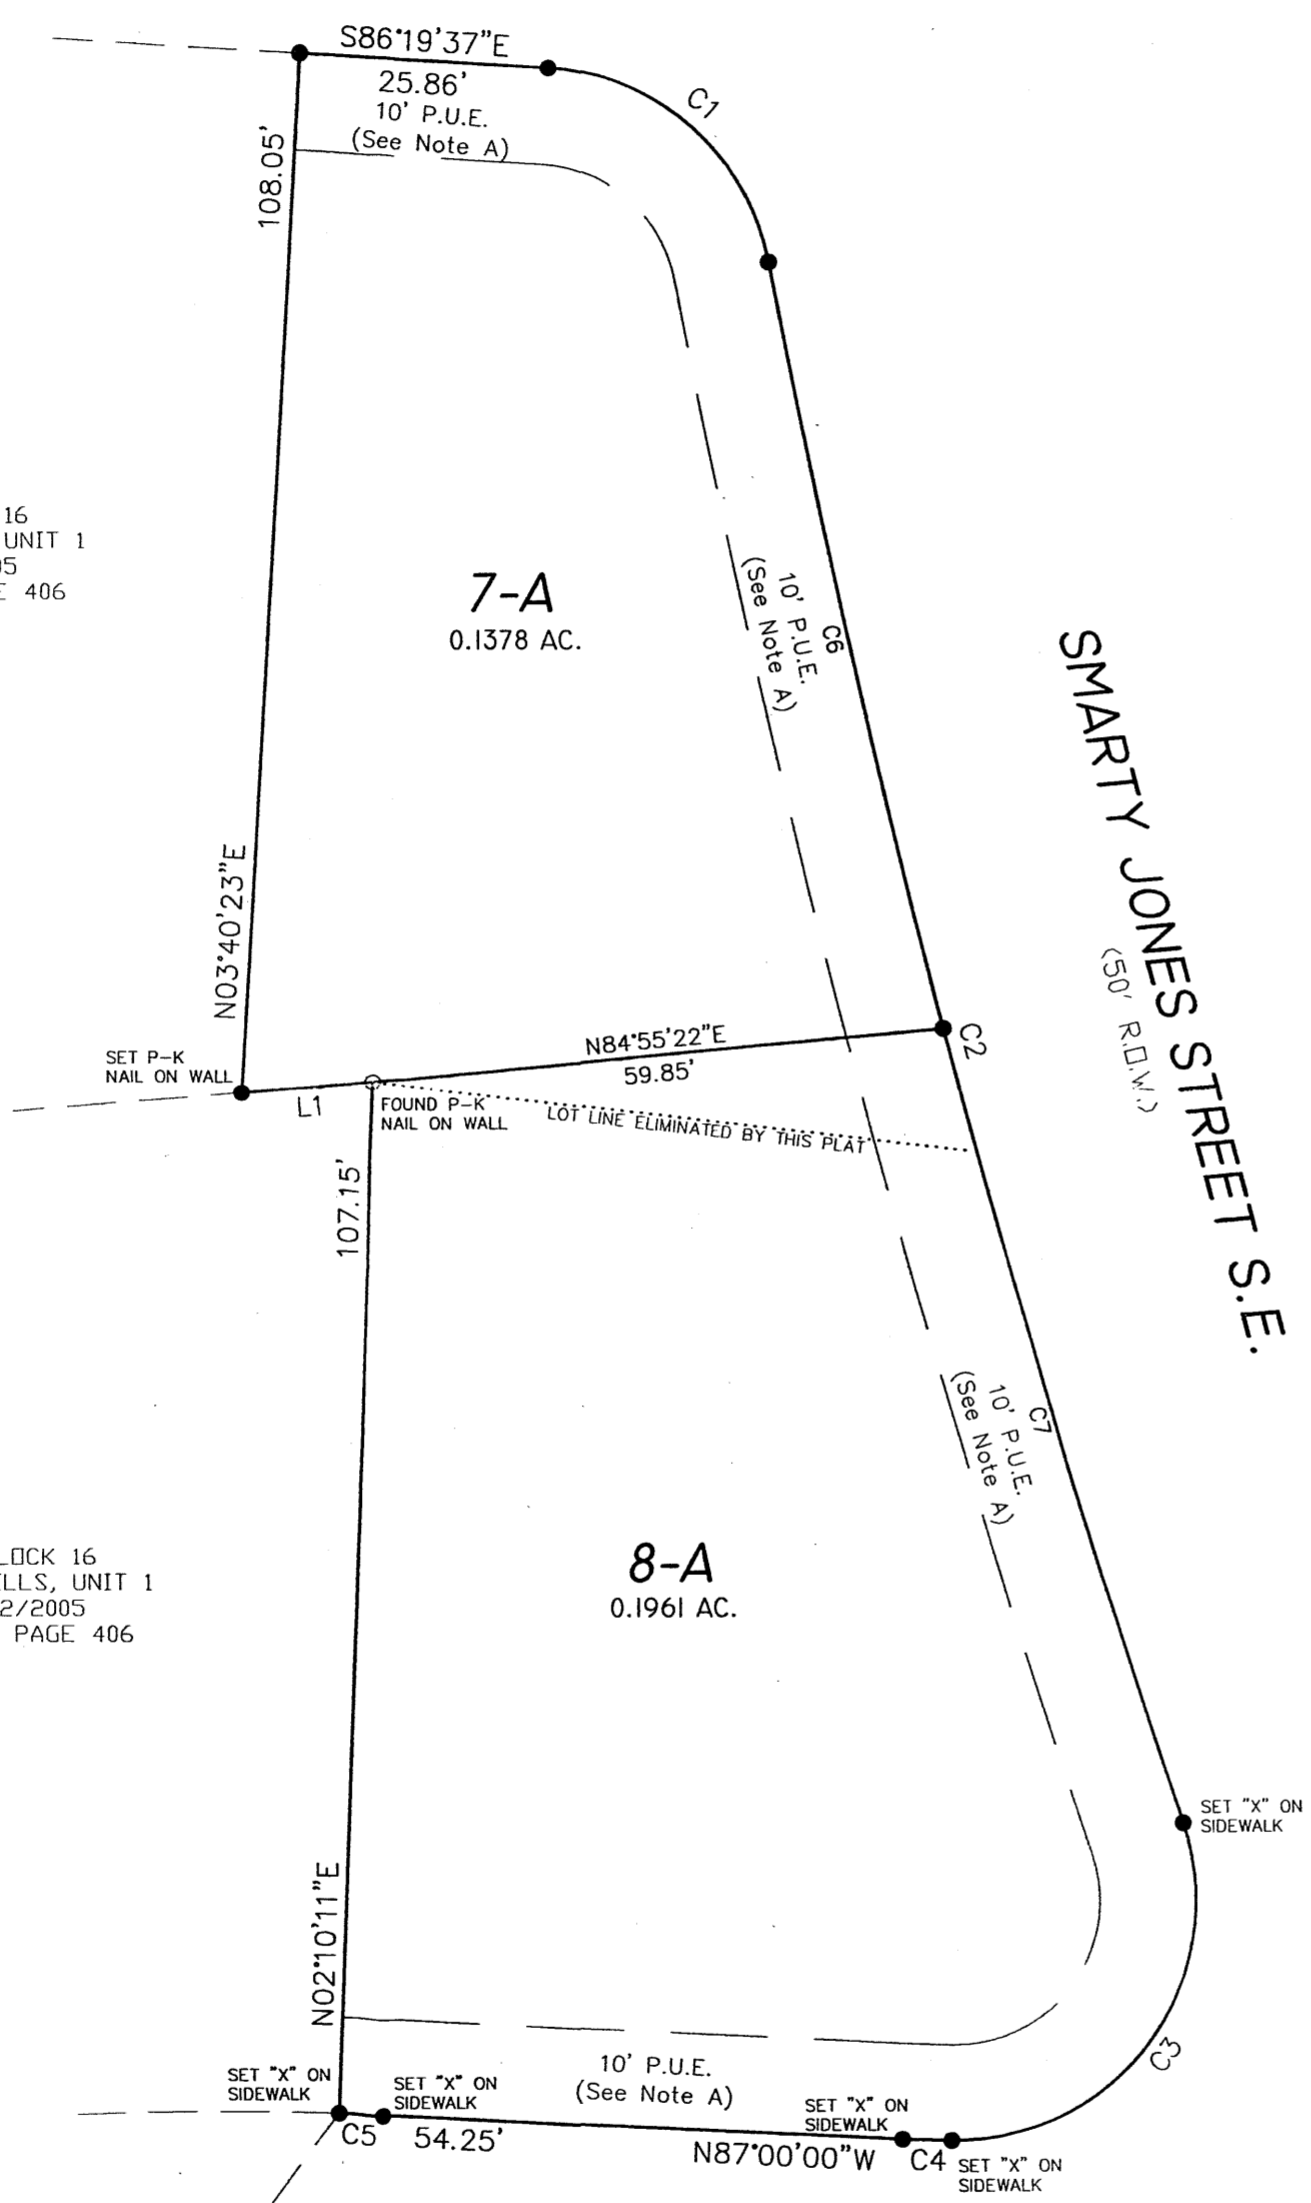 S86°19'37"E
25.86'
10' P.U.E.
(See Note A)
C1
108.05'
16
UNIT 1
406
7-A
0.1378 AC.
10' P.U.E.
(See Note A)
C6
SMARTY JONES STREET S.E.
(50' R.O.W.)
N03°40'23"E
SET P-K
NAIL ON WALL
L1
N84°55'22"E
59.85'
C2
FOUND P-K
NAIL ON WALL
LOT LINE ELIMINATED BY THIS PLAT
107.15'
10' P.U.E.
(See Note A)
C7
LOCK 16
LLS, UNIT 1
2/2005
PAGE 406
8-A
0.1961 AC.
SET "X" ON
SIDEWALK
N02°10'11"E
C3
10' P.U.E.
(See Note A)
SET "X" ON
SIDEWALK
SET "X" ON
SIDEWALK
SET "X" ON
SIDEWALK
C5
54.25'
N87°00'00"W
C4
SET "X" ON
SIDEWALK